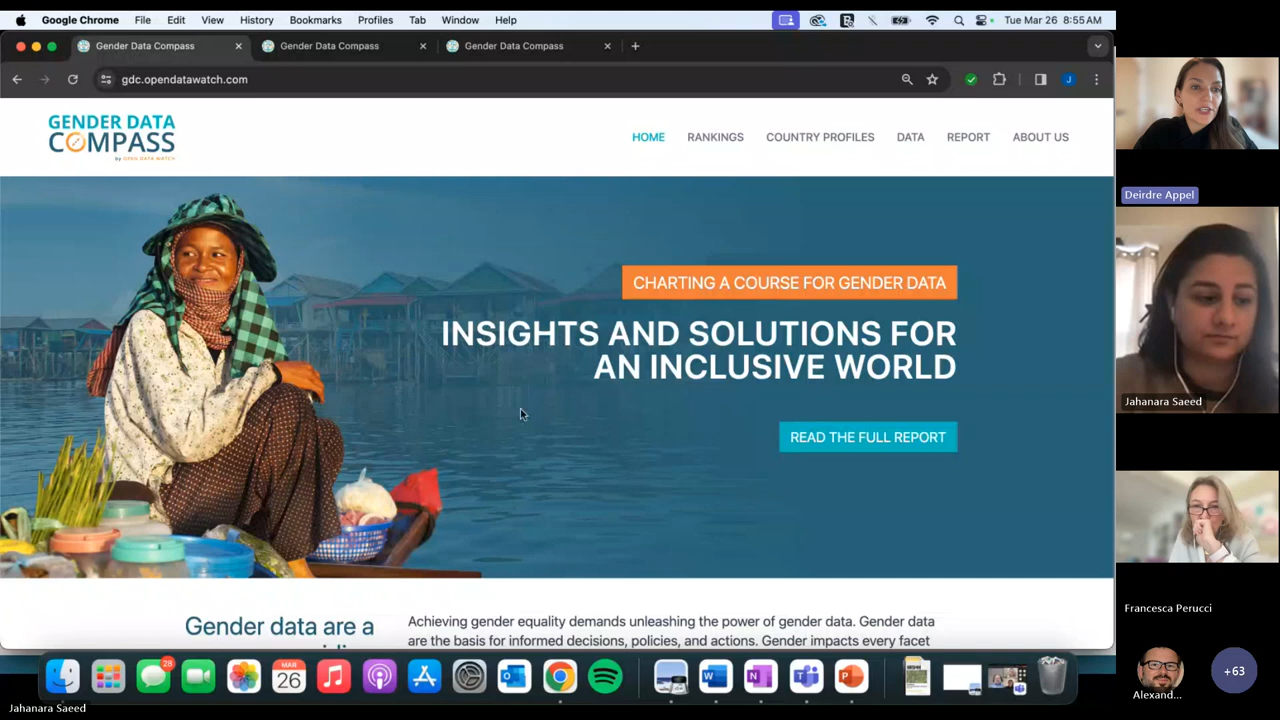 Google Chrome File Edit View History Bookmarks Profiles Tab Window Help Tue Mar 26 8:55 AM
Gender Data Compass Gender Data Compass Gender Data Compass
gdc.opendatawatch.com J
GENDER DATA
COMPASS
by OPEN DATA WATCH
HOME RANKINGS COUNTRY PROFILES DATA REPORT ABOUT US
CHARTING A COURSE FOR GENDER DATA
INSIGHTS AND SOLUTIONS FOR
AN INCLUSIVE WORLD
READ THE FULL REPORT
Gender data are a
Achieving gender equality demands unleashing the power of gender data. Gender data
are the basis for informed decisions, policies, and actions. Gender impacts every facet
28
MAR
26
Jahanara Saeed
Deirdre Appel
Jahanara Saeed
Francesca Perucci
Alexand...
+63